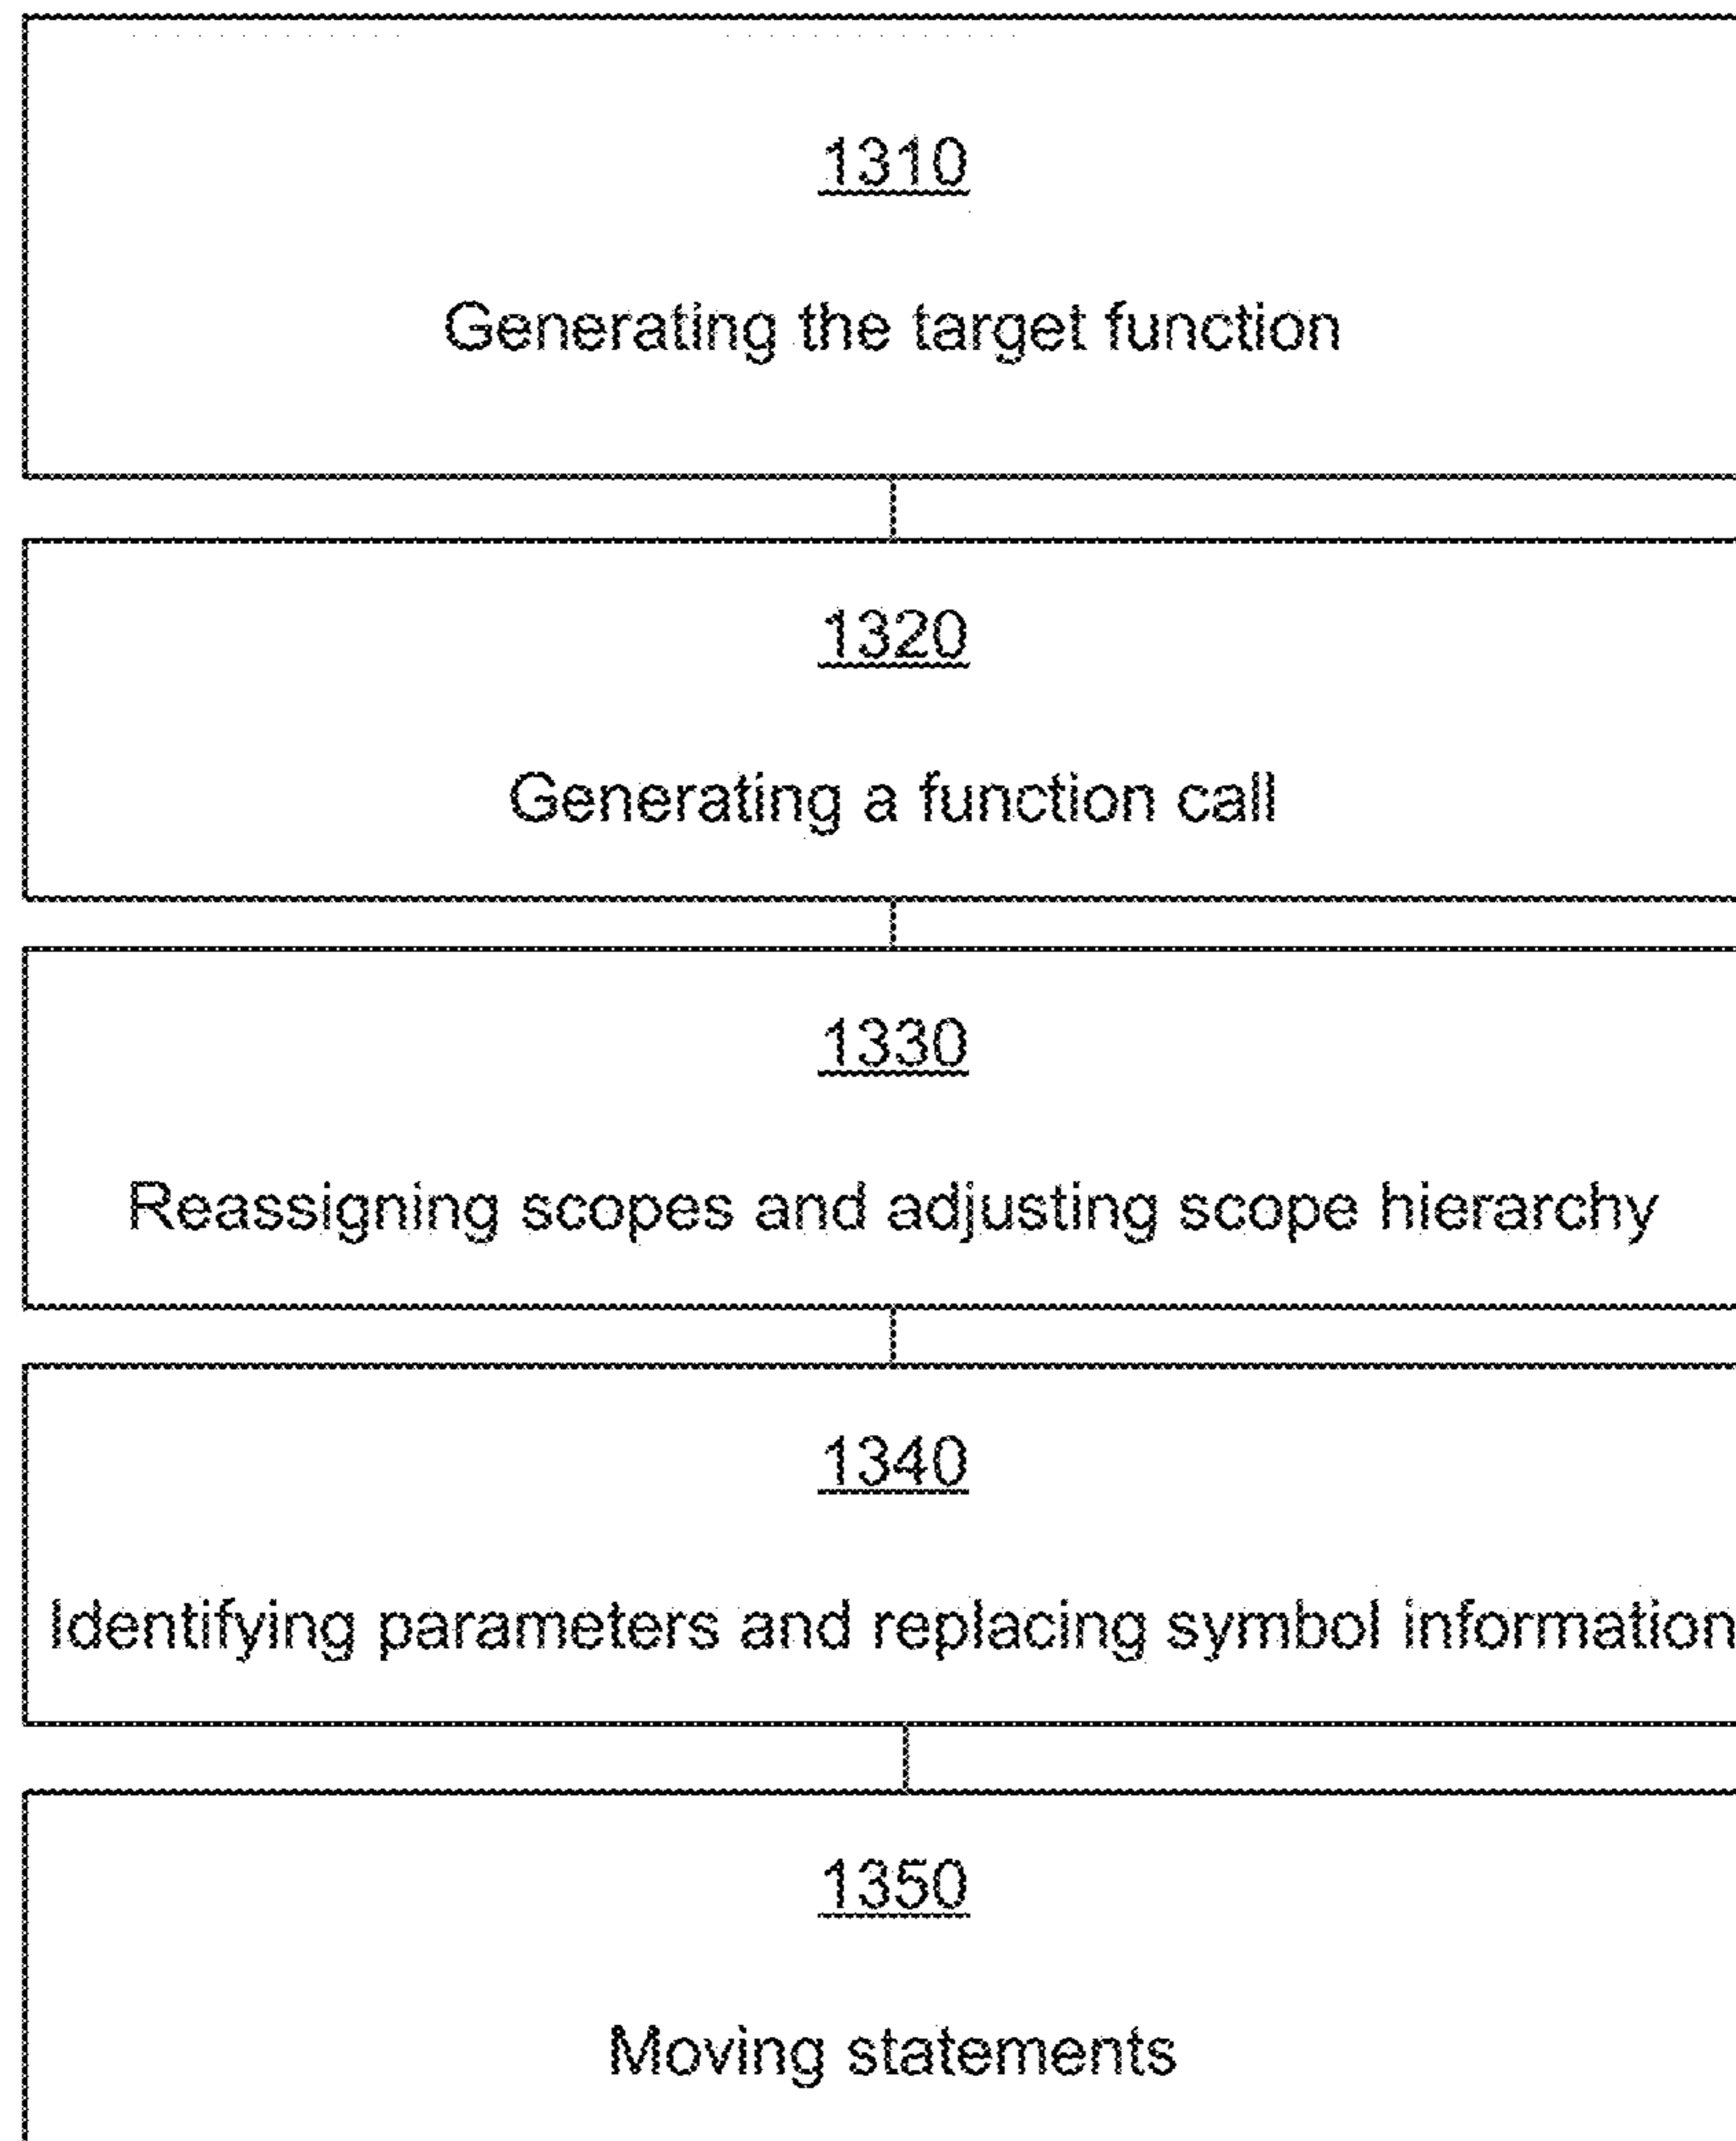 1310
Generating the target function
1320
Generating a function call
1330
Reassigning scopes and adjusting scope hierarchy
1340
Identifying parameters and replacing symbol information
1350
Moving statements